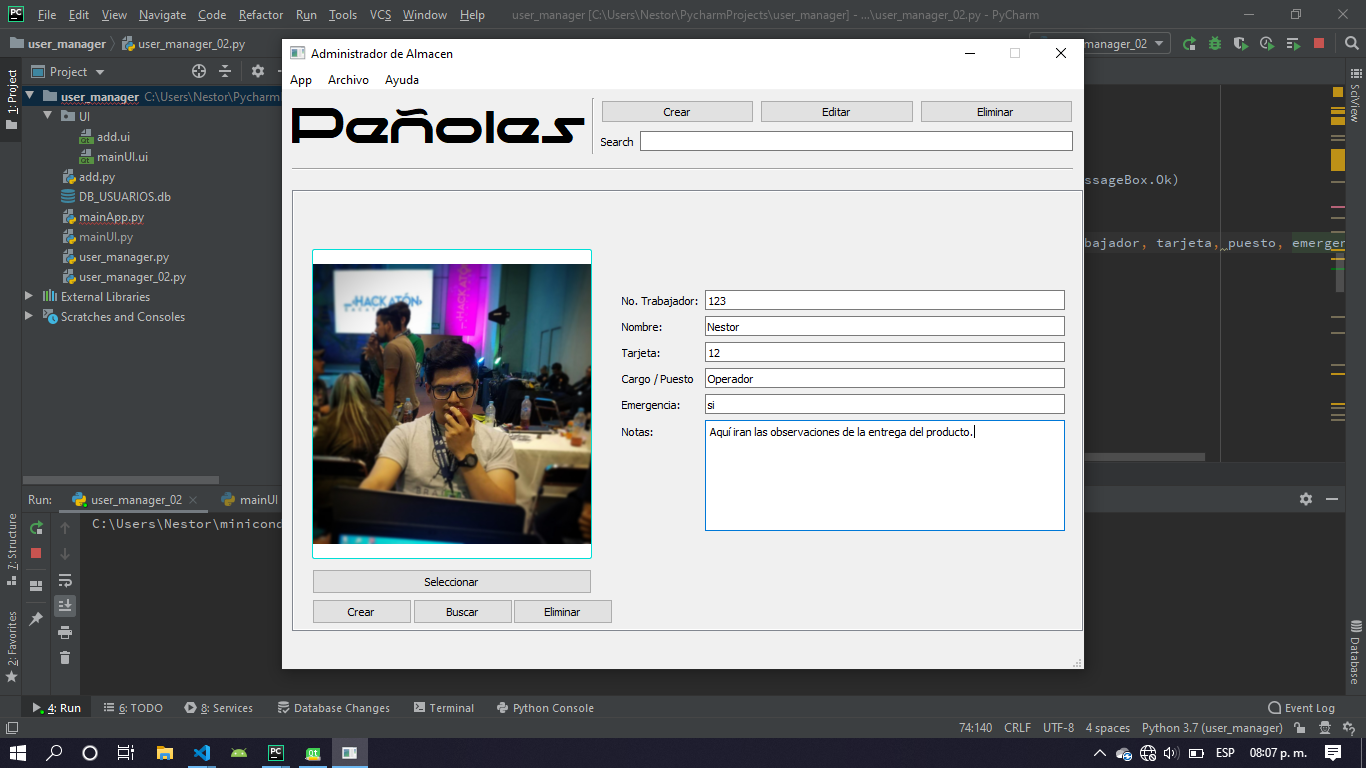 File Edit View Navigate Code Refactor Run Tools VCS Window Help user_manager [C:\Users\Nestor\PycharmProjects\user_manager] - ...\user_manager_02.py - PyCharm
user_manager user_manager_02.py
manager_02
Project
user_manager C:\Users\Nestor\Pycharm
UI
add.ui
mainUI.ui
add.py
DB_USUARIOS.db
mainApp.py
mainUI.py
user_manager.py
user_manager_02.py
External Libraries
Scratches and Consoles
1: Project
7: Structure
2: Favorites
SciView
Database
ssageBox.Ok)
bajador, tarjeta, puesto, emergen
Administrador de Almacen
App Archivo Ayuda
Peñoles
Crear Editar Eliminar
Search
No. Trabajador: 123
Nombre: Nestor
Tarjeta: 12
Cargo / Puesto Operador
Emergencia: si
Notas: Aquí iran las observaciones de la entrega del producto.
HACKATÓN
Seleccionar
Crear Buscar Eliminar
Run: user_manager_02 mainUI
C:\Users\Nestor\minicond
4: Run 6: TODO 8: Services Database Changes Terminal Python Console Event Log
74:140 CRLF UTF-8 4 spaces Python 3.7 (user_manager)
ESP 08:07 p. m.